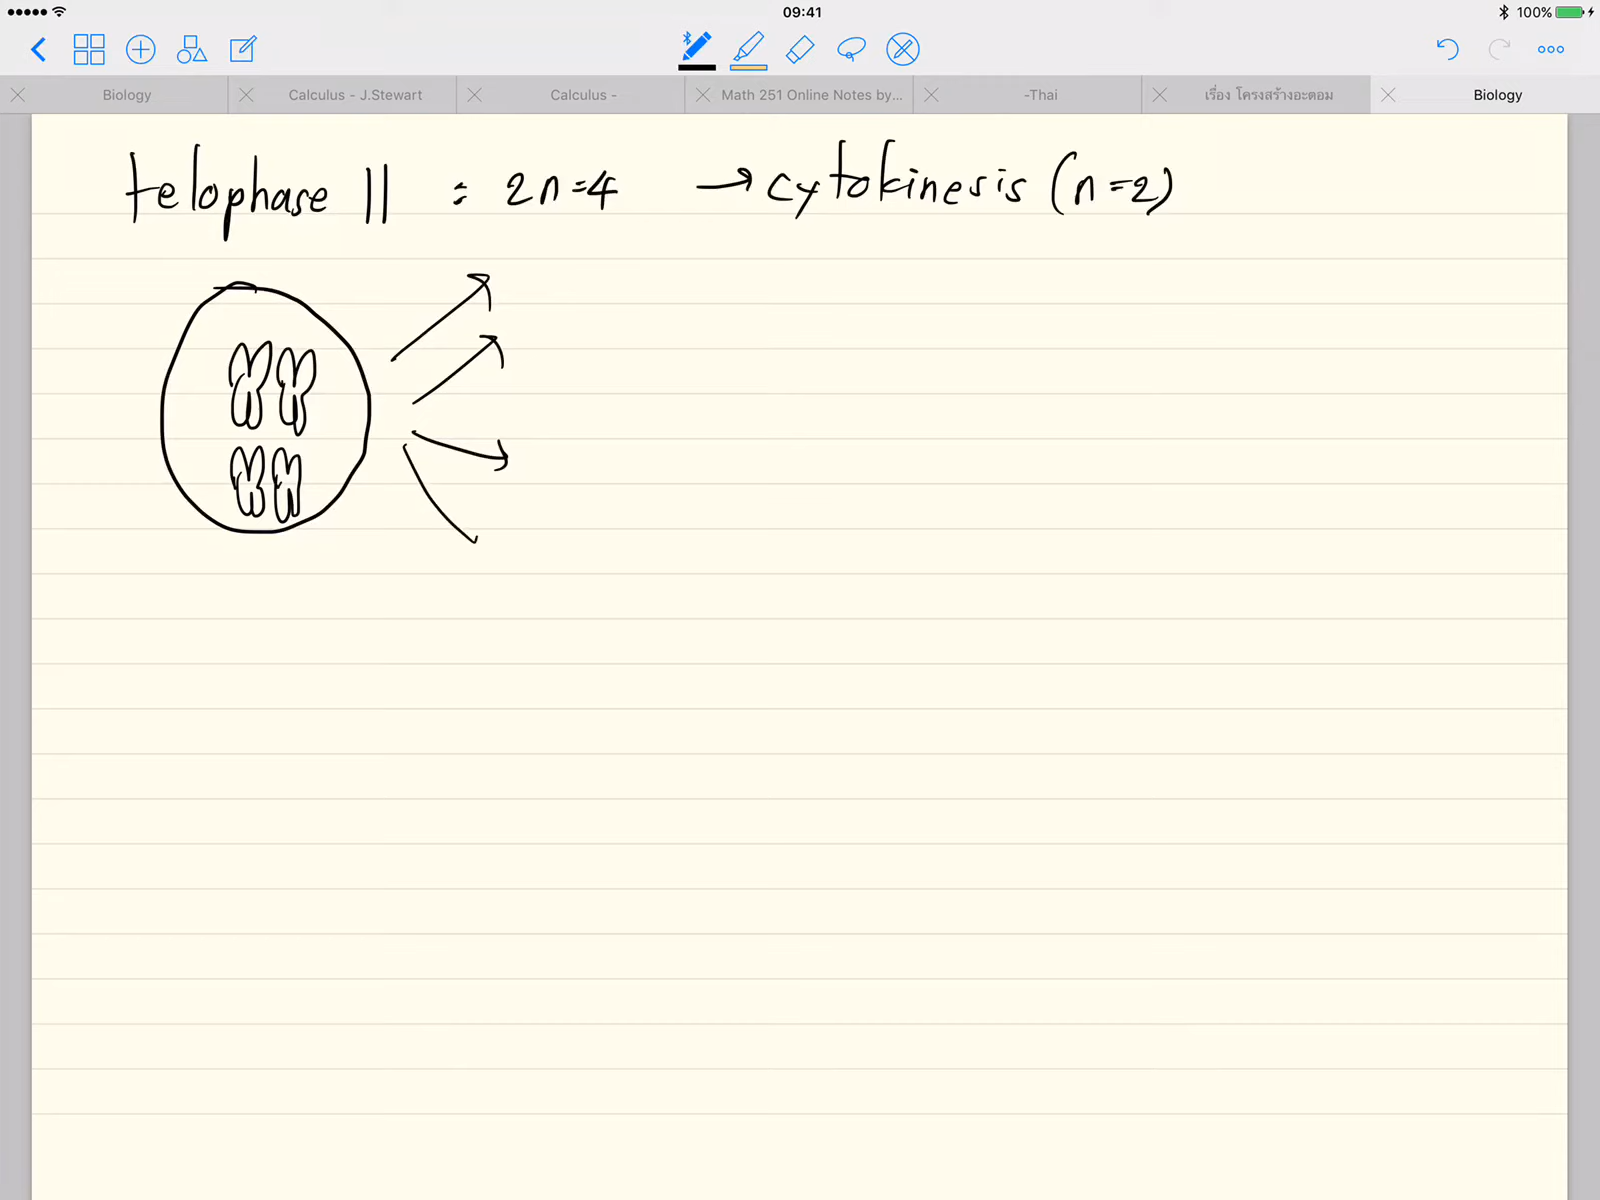 09:41
100%
Biology
Calculus - J.Stewart
Calculus -
Math 251 Online Notes by...
-Thai
เรื่อง โครงสร้างอะตอม
Biology
telophase || : 2n=4 → cytokinesis (n=2)